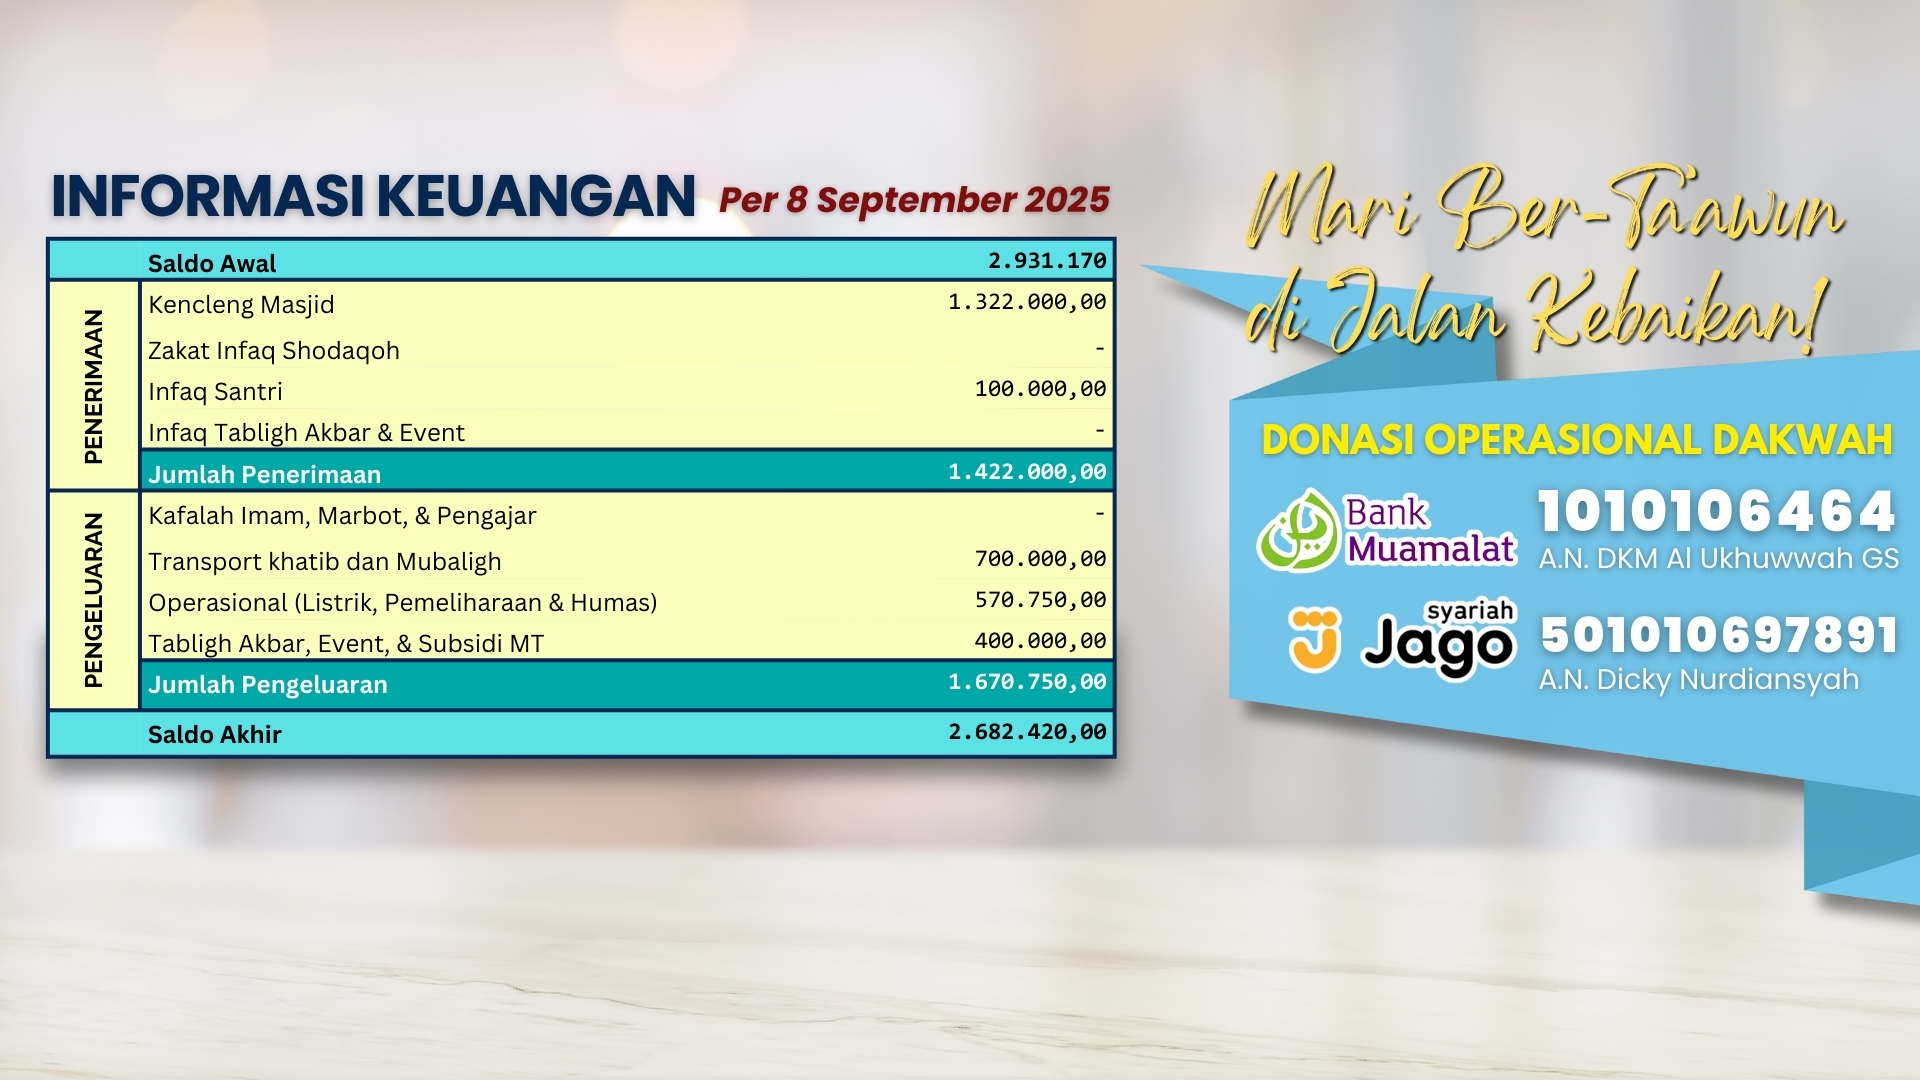 INFORMASI KEUANGAN Per 8 September 2025
Saldo Awal 2.931.170
PENERIMAAN
Kencleng Masjid 1.322.000,00
Zakat Infaq Shodaqoh -
Infaq Santri 100.000,00
Infaq Tabligh Akbar & Event -
Jumlah Penerimaan 1.422.000,00
PENGELUARAN
Kafalah Imam, Marbot, & Pengajar -
Transport khatib dan Mubaligh 700.000,00
Operasional (Listrik, Pemeliharaan & Humas) 570.750,00
Tabligh Akbar, Event, & Subsidi MT 400.000,00
Jumlah Pengeluaran 1.670.750,00
Saldo Akhir 2.682.420,00
Mari Ber-Ta'awun
di Jalan Kebaikan!
DONASI OPERASIONAL DAKWAH
Bank Muamalat
1010106464
A.N. DKM Al Ukhuwwah GS
syariah
Jago
501010697891
A.N. Dicky Nurdiansyah